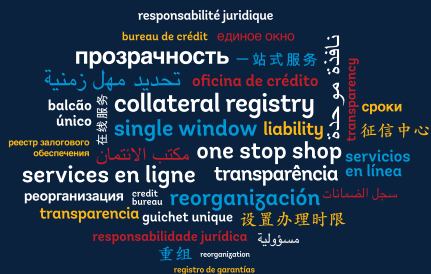 responsabilité juridique
bureau de crédit единое окно
прозрачность 一站式服务
نافذة موحدة
تحديد مهل زمنية oficina de crédito
transparency
balcão
único
在线服务
collateral registry
сроки
single window liability
征信中心
реестр залогового
обеспечения
مكتب الائتمان
one stop shop
servicios
en línea
services en ligne transparência
реорганизация
credit
bureau
reorganización
سجل الضمانات
transparencia guichet unique 设置办理时限
responsabilidade jurídica مسؤولية
重组 reorganization
registro de garantías